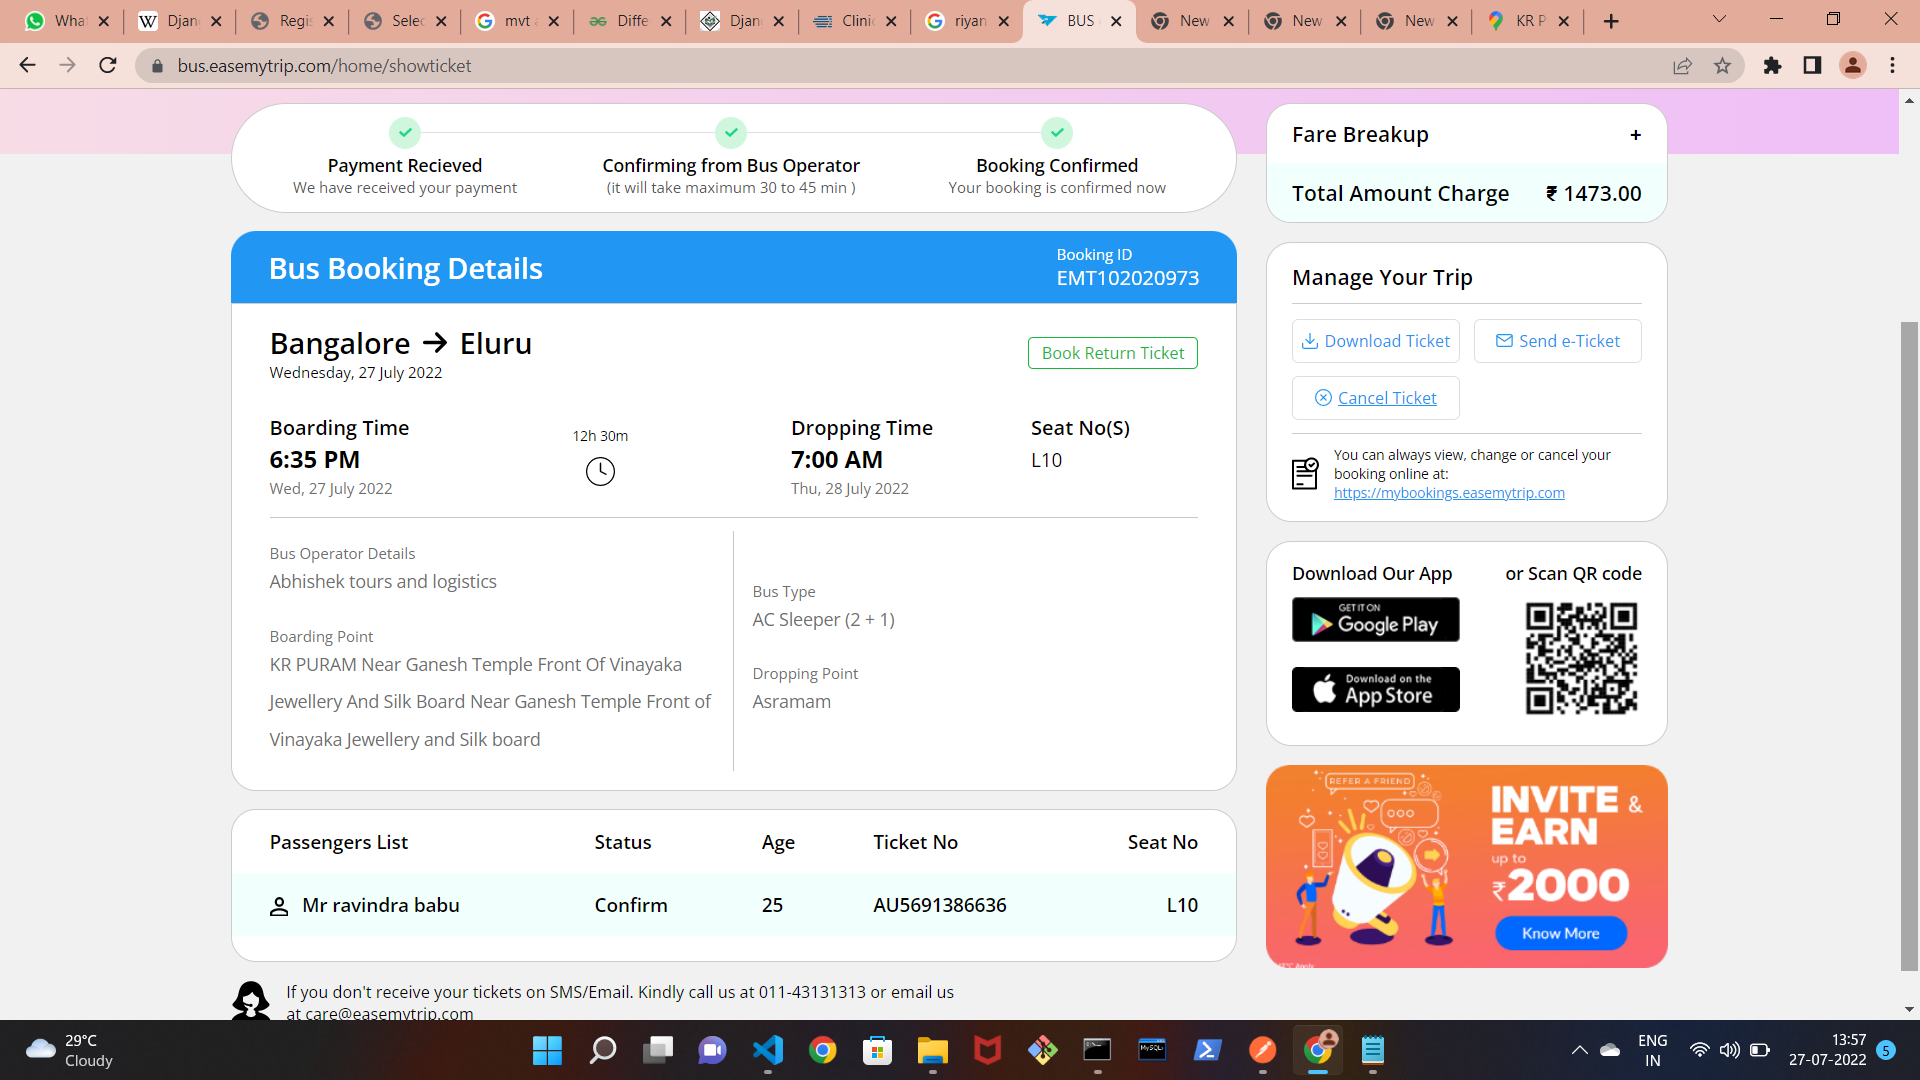 What
Djan
Regis
Selec
mvt a
Diffe
Djan
Clinic
riyan
BUS
New
New
New
KR P
bus.easemytrip.com/home/showticket
Payment Recieved
We have received your payment
Confirming from Bus Operator
(it will take maximum 30 to 45 min )
Booking Confirmed
Your booking is confirmed now
Fare Breakup +
Total Amount Charge ₹ 1473.00
Bus Booking Details
Booking ID
EMT102020973
Bangalore → Eluru
Wednesday, 27 July 2022
Book Return Ticket
Boarding Time
6:35 PM
Wed, 27 July 2022
12h 30m
Dropping Time
7:00 AM
Thu, 28 July 2022
Seat No(S)
L10
Bus Operator Details
Abhishek tours and logistics
Boarding Point
KR PURAM Near Ganesh Temple Front Of Vinayaka
Jewellery And Silk Board Near Ganesh Temple Front of
Vinayaka Jewellery and Silk board
Bus Type
AC Sleeper (2 + 1)
Dropping Point
Asramam
Manage Your Trip
Download Ticket
Send e-Ticket
Cancel Ticket
You can always view, change or cancel your
booking online at:
https://mybookings.easemytrip.com
Download Our App
or Scan QR code
GET IT ON
Google Play
Download on the
App Store
REFER A FRIEND
INVITE &
EARN
up to
₹2000
Know More
Passengers List Status Age Ticket No Seat No
Mr ravindra babu Confirm 25 AU5691386636 L10
If you don't receive your tickets on SMS/Email. Kindly call us at 011-43131313 or email us
at care@easemytrip.com
29°C
Cloudy
MySQL
ENG
IN
13:57
27-07-2022
5